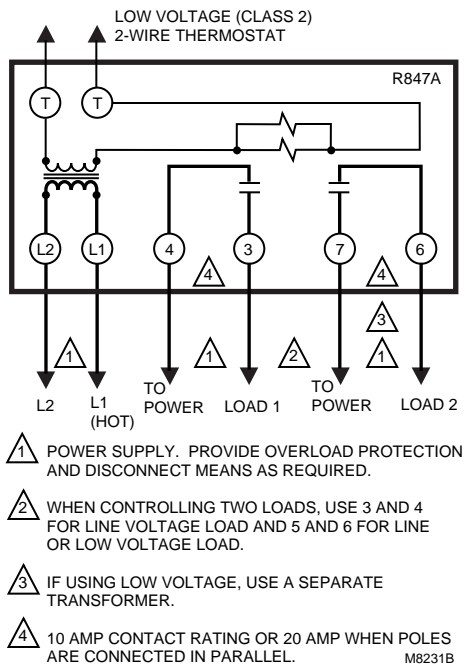 LOW VOLTAGE (CLASS 2)
2-WIRE THERMOSTAT
R847A
T T
L2 L1 4 3 7 6
4 4
3
1 1 2 1
L2 L1 (HOT) TO POWER LOAD 1 TO POWER LOAD 2
1 POWER SUPPLY. PROVIDE OVERLOAD PROTECTION
AND DISCONNECT MEANS AS REQUIRED.
2 WHEN CONTROLLING TWO LOADS, USE 3 AND 4
FOR LINE VOLTAGE LOAD AND 5 AND 6 FOR LINE
OR LOW VOLTAGE LOAD.
3 IF USING LOW VOLTAGE, USE A SEPARATE
TRANSFORMER.
4 10 AMP CONTACT RATING OR 20 AMP WHEN POLES
ARE CONNECTED IN PARALLEL. M8231B